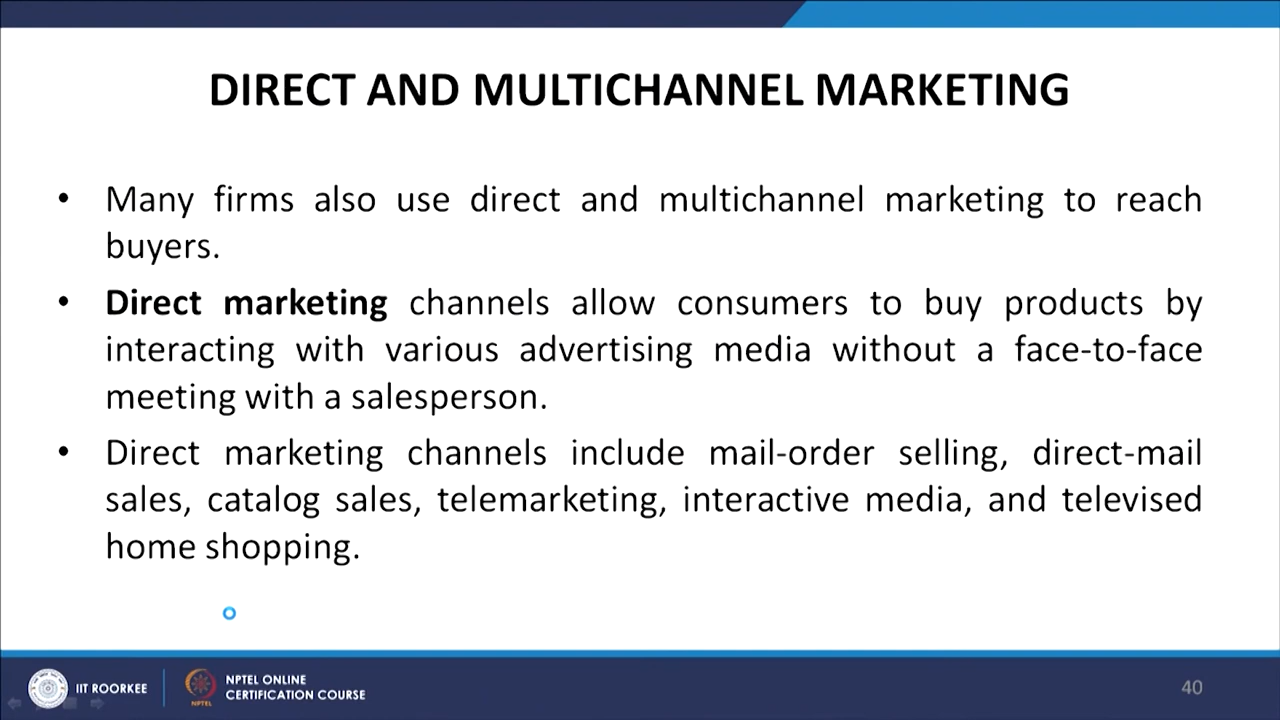 DIRECT AND MULTICHANNEL MARKETING
• Many firms also use direct and multichannel marketing to reach
buyers.
• Direct marketing channels allow consumers to buy products by
interacting with various advertising media without a face-to-face
meeting with a salesperson.
• Direct marketing channels include mail-order selling, direct-mail
sales, catalog sales, telemarketing, interactive media, and televised
home shopping.
IIT ROORKEE
NPTEL
NPTEL ONLINE
CERTIFICATION COURSE
40